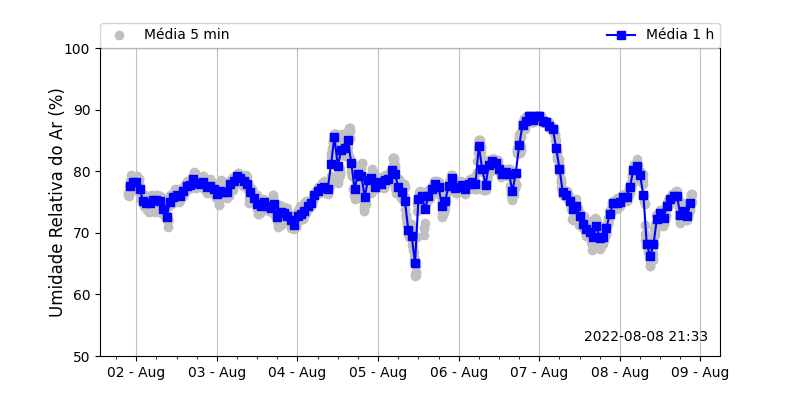 Média 5 min
Média 1 h
Umidade Relativa do Ar (%)
100
90
80
70
60
50
2022-08-08 21:33
02 - Aug
03 - Aug
04 - Aug
05 - Aug
06 - Aug
07 - Aug
08 - Aug
09 - Aug